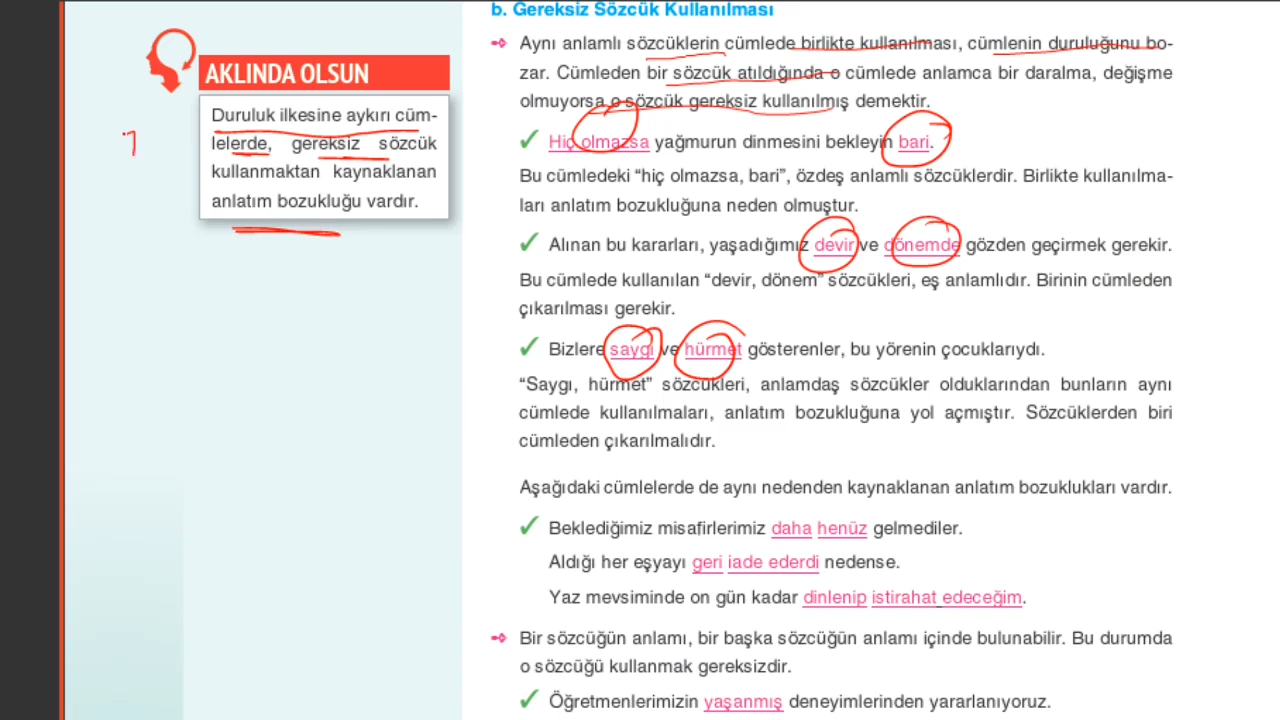 b. Gereksiz Sözcük Kullanılması
Aynı anlamlı sözcüklerin cümlede birlikte kullanılması, cümlenin duruluğunu bo-
zar. Cümleden bir sözcük atıldığında o cümlede anlamca bir daralma, değişme
olmuyorsa o sözcük gereksiz kullanılmış demektir.
✓ Hiç olmazsa yağmurun dinmesini bekleyin bari.
Bu cümledeki “hiç olmazsa, bari”, özdeş anlamlı sözcüklerdir. Birlikte kullanılma-
ları anlatım bozukluğuna neden olmuştur.
✓ Alınan bu kararları, yaşadığımız devir ve dönemde gözden geçirmek gerekir.
Bu cümlede kullanılan “devir, dönem” sözcükleri, eş anlamlıdır. Birinin cümleden
çıkarılması gerekir.
✓ Bizlere saygı ve hürmet gösterenler, bu yörenin çocuklarıydı.
“Saygı, hürmet” sözcükleri, anlamdaş sözcükler olduklarından bunların aynı
cümlede kullanılmaları, anlatım bozukluğuna yol açmıştır. Sözcüklerden biri
cümleden çıkarılmalıdır.
Aşağıdaki cümlelerde de aynı nedenden kaynaklanan anlatım bozuklukları vardır.
✓ Beklediğimiz misafirlerimiz daha henüz gelmediler.
Aldığı her eşyayı geri iade ederdi nedense.
Yaz mevsiminde on gün kadar dinlenip istirahat edeceğim.
Bir sözcüğün anlamı, bir başka sözcüğün anlamı içinde bulunabilir. Bu durumda
o sözcüğü kullanmak gereksizdir.
✓ Öğretmenlerimizin yaşanmış deneyimlerinden yararlanıyoruz.
AKLINDA OLSUN
Duruluk ilkesine aykırı cüm-
lelerde, gereksiz sözcük
kullanmaktan kaynaklanan
anlatım bozukluğu vardır.